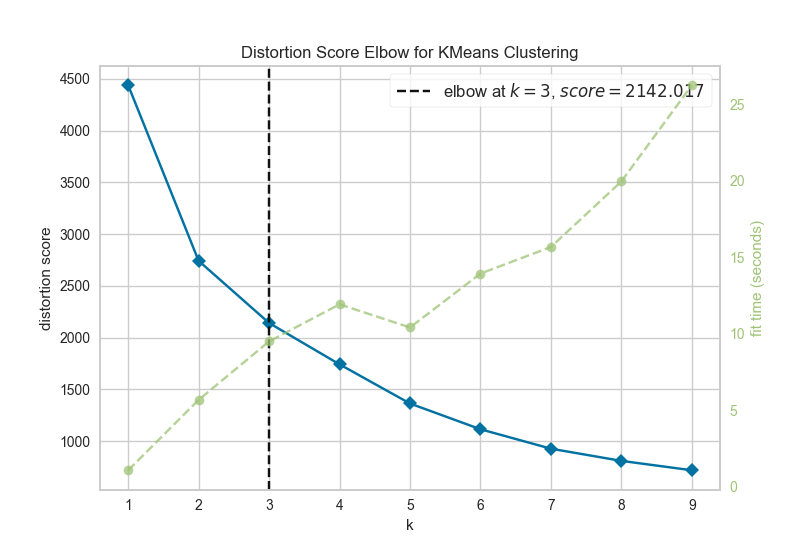 Distortion Score Elbow for KMeans Clustering
elbow at k = 3, score = 2142.017
distortion score
4500
4000
3500
3000
2500
2000
1500
1000
25
20
15
10
5
0
fit time (seconds)
1 2 3 4 5 6 7 8 9
k